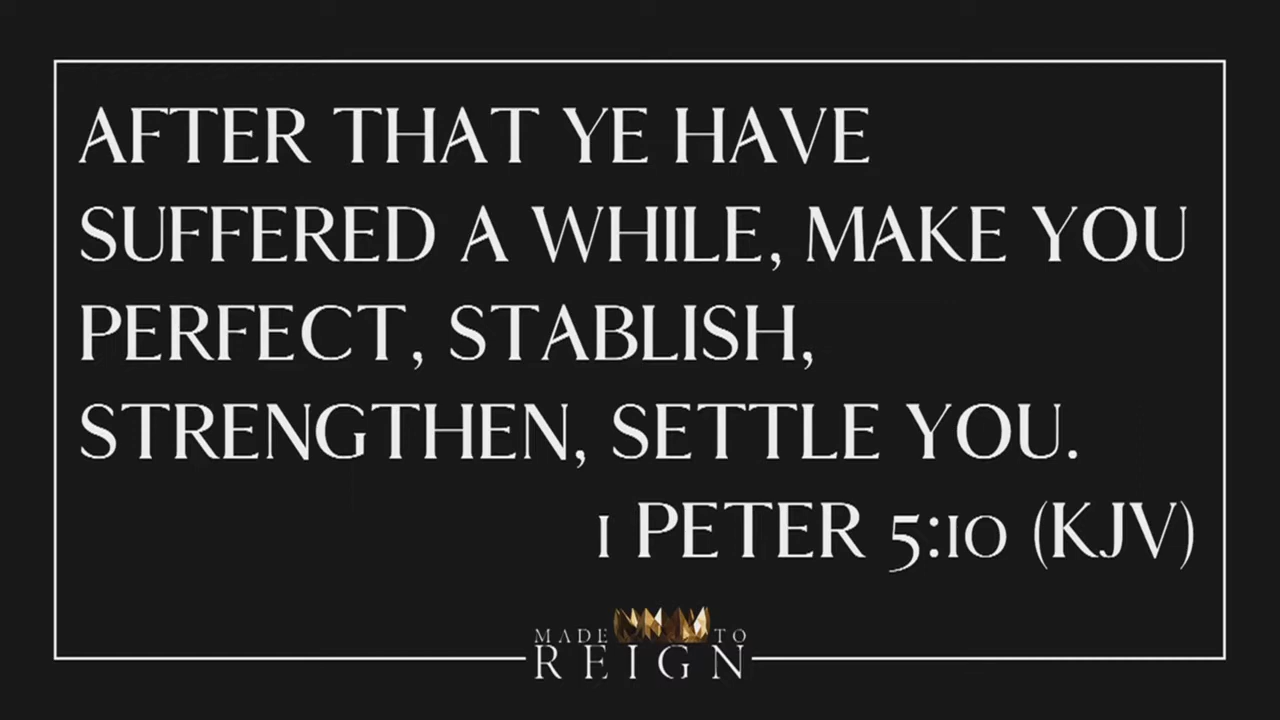 AFTER THAT YE HAVE
SUFFERED A WHILE, MAKE YOU
PERFECT, STABLISH,
STRENGTHEN, SETTLE YOU.
1 PETER 5:10 (KJV)
MADE TO
REIGN